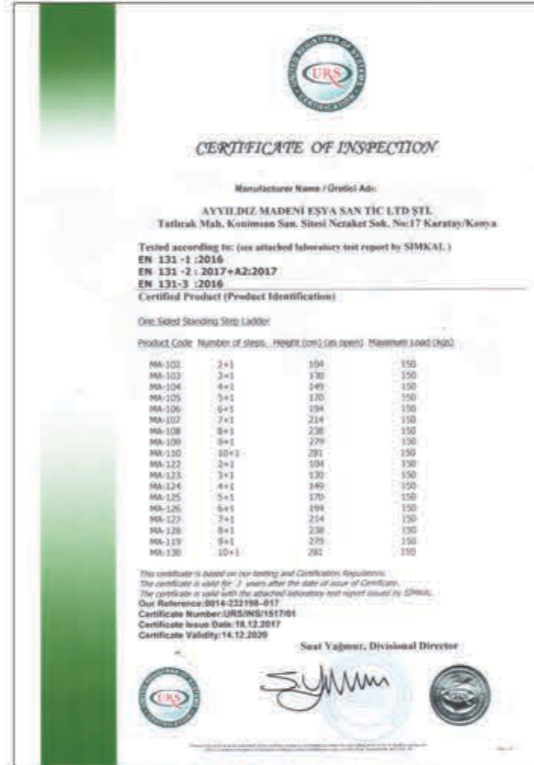 UNITED REGISTRAR OF SYSTEMS
URS
CERTIFICATION
CERTIFICATE OF INSPECTION
Manufacturer Name / Üretici Adı:
AYYILDIZ MADENİ EŞYA SAN TİC LTD ŞTİ.
Tatlıcak Mah. Komimsan San. Sitesi Nezaket Sok. No:17 Karatay/Konya
Tested according to: (see attached laboratory test report by SIMKAL )
EN 131 -1 :2016
EN 131 -2 : 2017+A2:2017
EN 131-3 :2016
Certified Product (Product Identification)
One Sided Standing Step Ladder
Product Code Number of steps Height (cm) (as open) Maximum Load (kgs)
MA-102 2+1 104 150
MA-103 3+1 130 150
MA-104 4+1 149 150
MA-105 5+1 170 150
MA-106 6+1 194 150
MA-107 7+1 214 150
MA-108 8+1 238 150
MA-109 9+1 279 150
MA-110 10+1 281 150
MA-122 2+1 104 150
MA-123 3+1 130 150
MA-124 4+1 149 150
MA-125 5+1 170 150
MA-126 6+1 194 150
MA-127 7+1 214 150
MA-128 8+1 238 150
MA-119 9+1 279 150
MA-130 10+1 281 150
This certificate is based on our testing and Certification Regulations.
The certificate is valid for 3 years after the date of issue of Certificate.
The certificate is valid with the attached laboratory test report issued by SIMKAL.
Our Reference:0014-232198-017
Certificate Number:URS/INS/1517/01
Certificate Issue Date:18.12.2017
Certificate Validity:14.12.2020
Suat Yağmur, Divisional Director
URS
URS